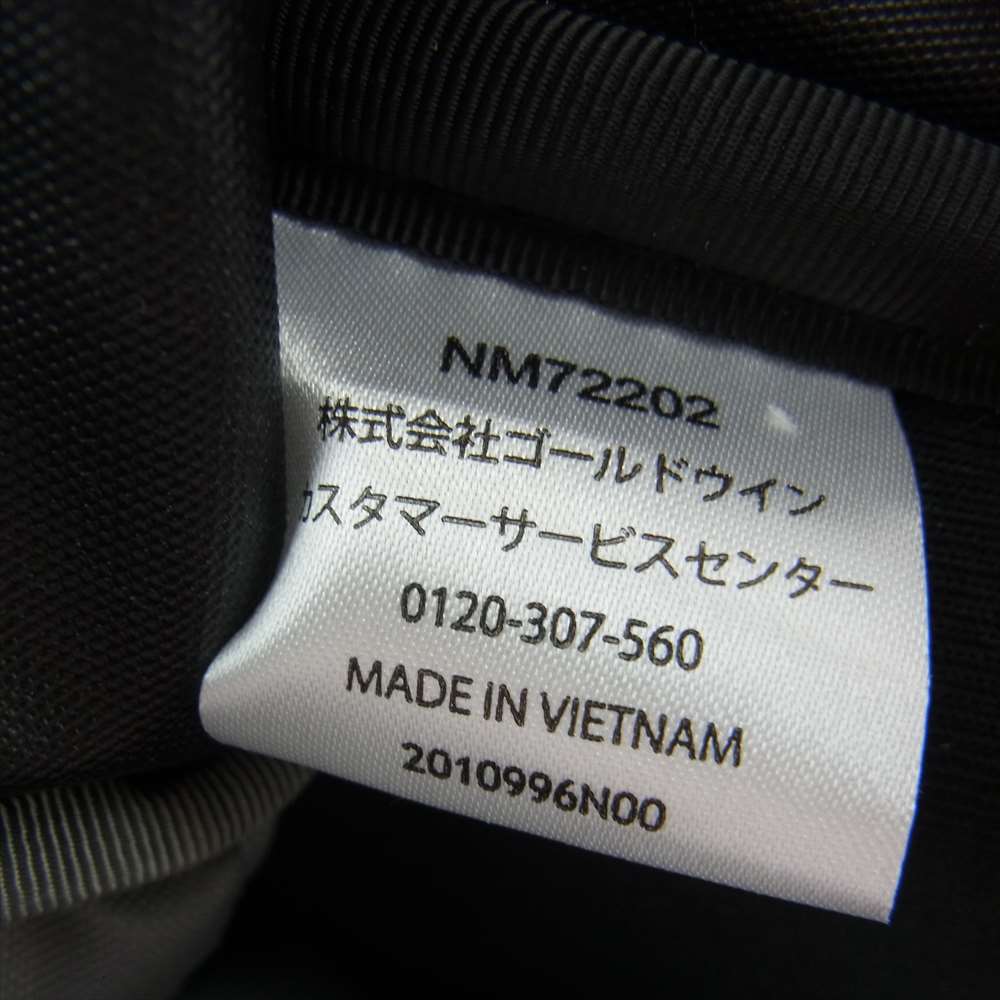 NM72202
株式会社ゴールドウイン
カスタマーサービスセンター
0120-307-560
MADE IN VIETNAM
2010996N00